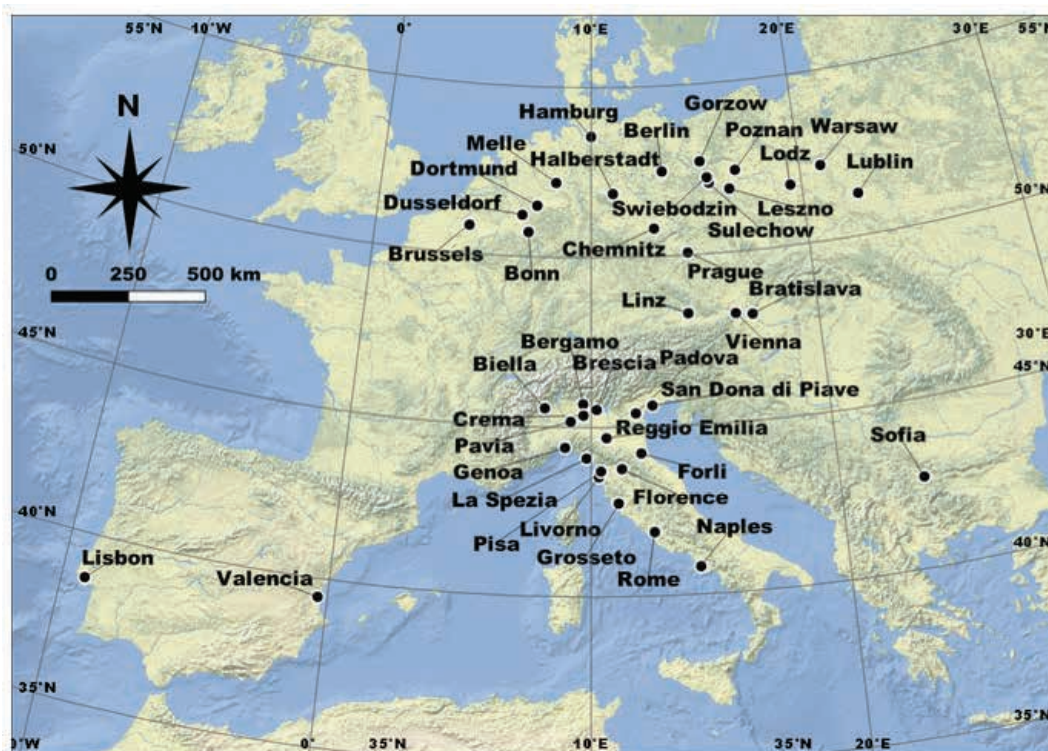 55°N 10°W 0° 10°E 20°E 30°E 55°N
N
Hamburg
Gorzow
Melle
Berlin
Poznan
Warsaw
50°N
Dortmund
Halberstadt
Lodz
Lublin
50°N
Dusseldorf
Swiebodzin
Leszno
Brussels
Chemnitz
Sulechow
Bonn
Prague
0 250 500 km
Linz
Bratislava
45°N
Vienna
30°E
Bergamo
Biella
Brescia
Padova
45°N
San Dona di Piave
Crema
Reggio Emilia
Pavia
Sofia
Genoa
Forli
La Spezia
Florence
40°N
Livorno
Naples
Pisa
40°N
Grosseto
Lisbon
Valencia
Rome
35°N
35°N
0°W 0° 35°N 10°E 20°E